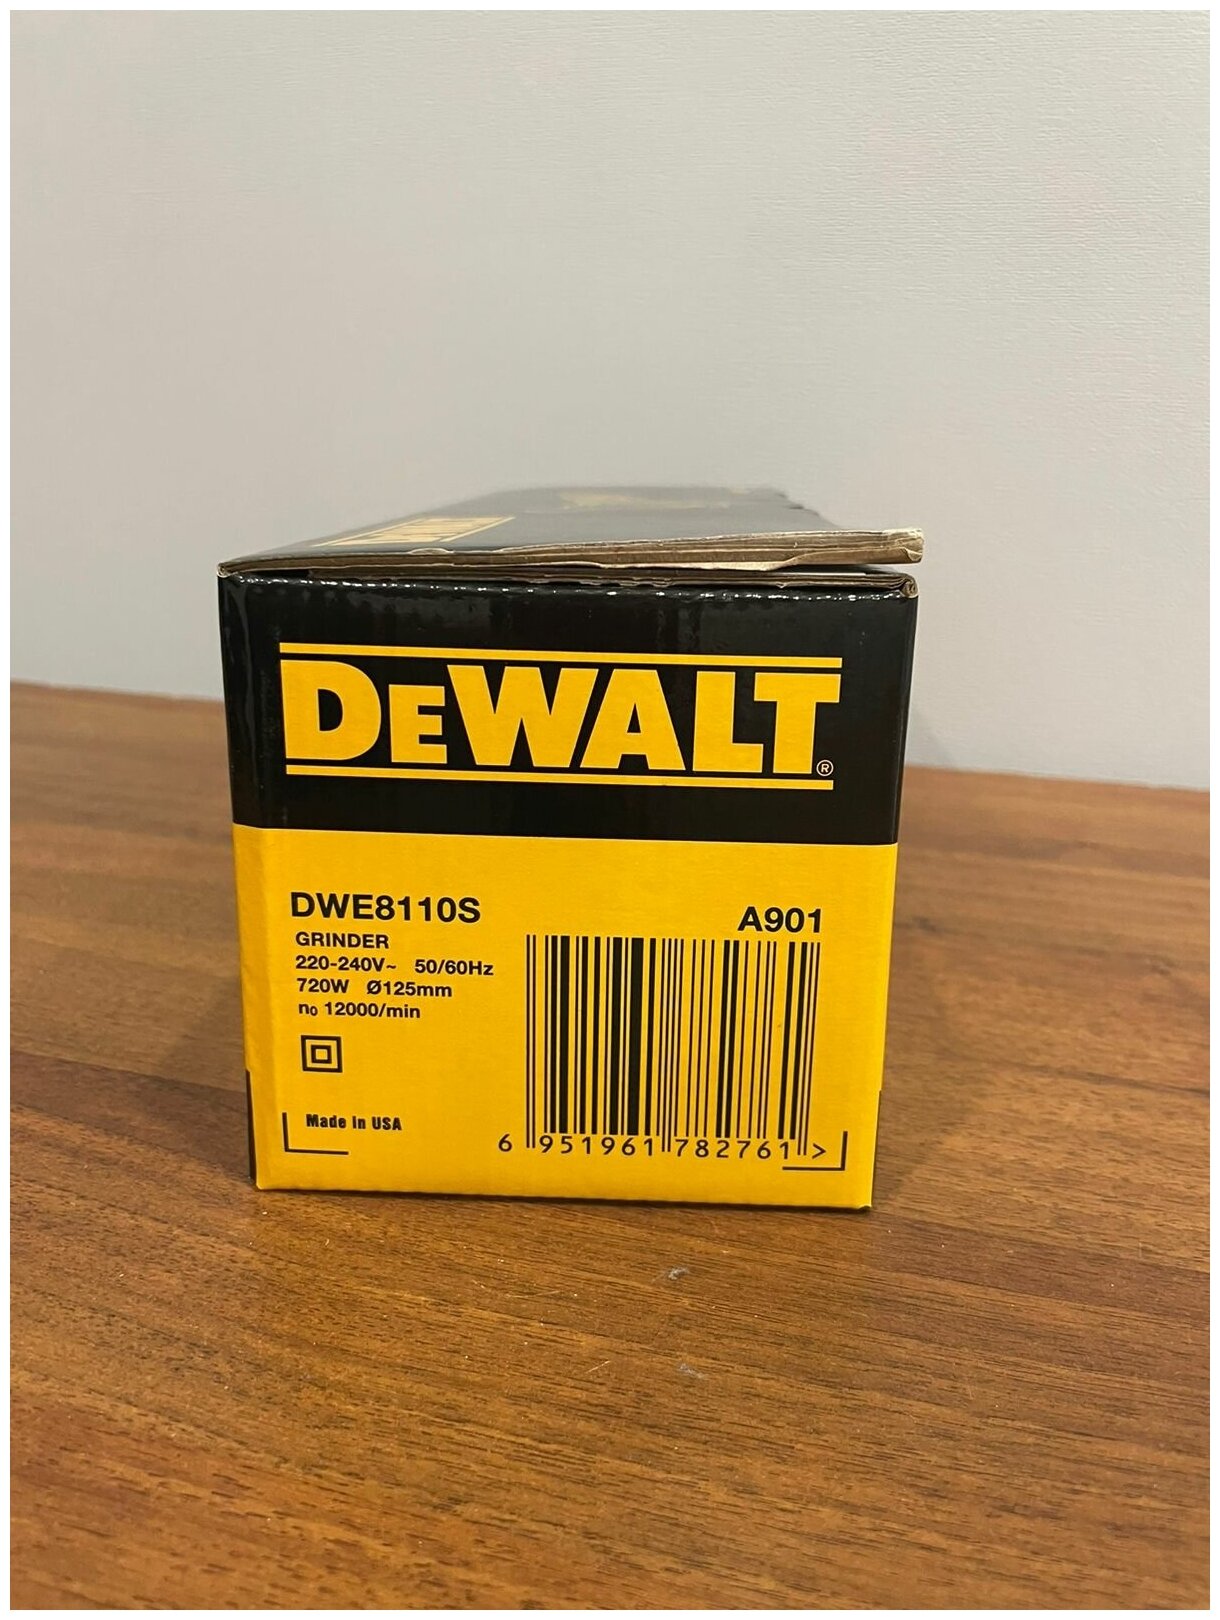 DEWALT
DEWALT®
DWE8110S
A901
GRINDER
220-240V~ 50/60Hz
720W Ø125mm
n₀ 12000/min
Made in USA
6 951961 782761 >